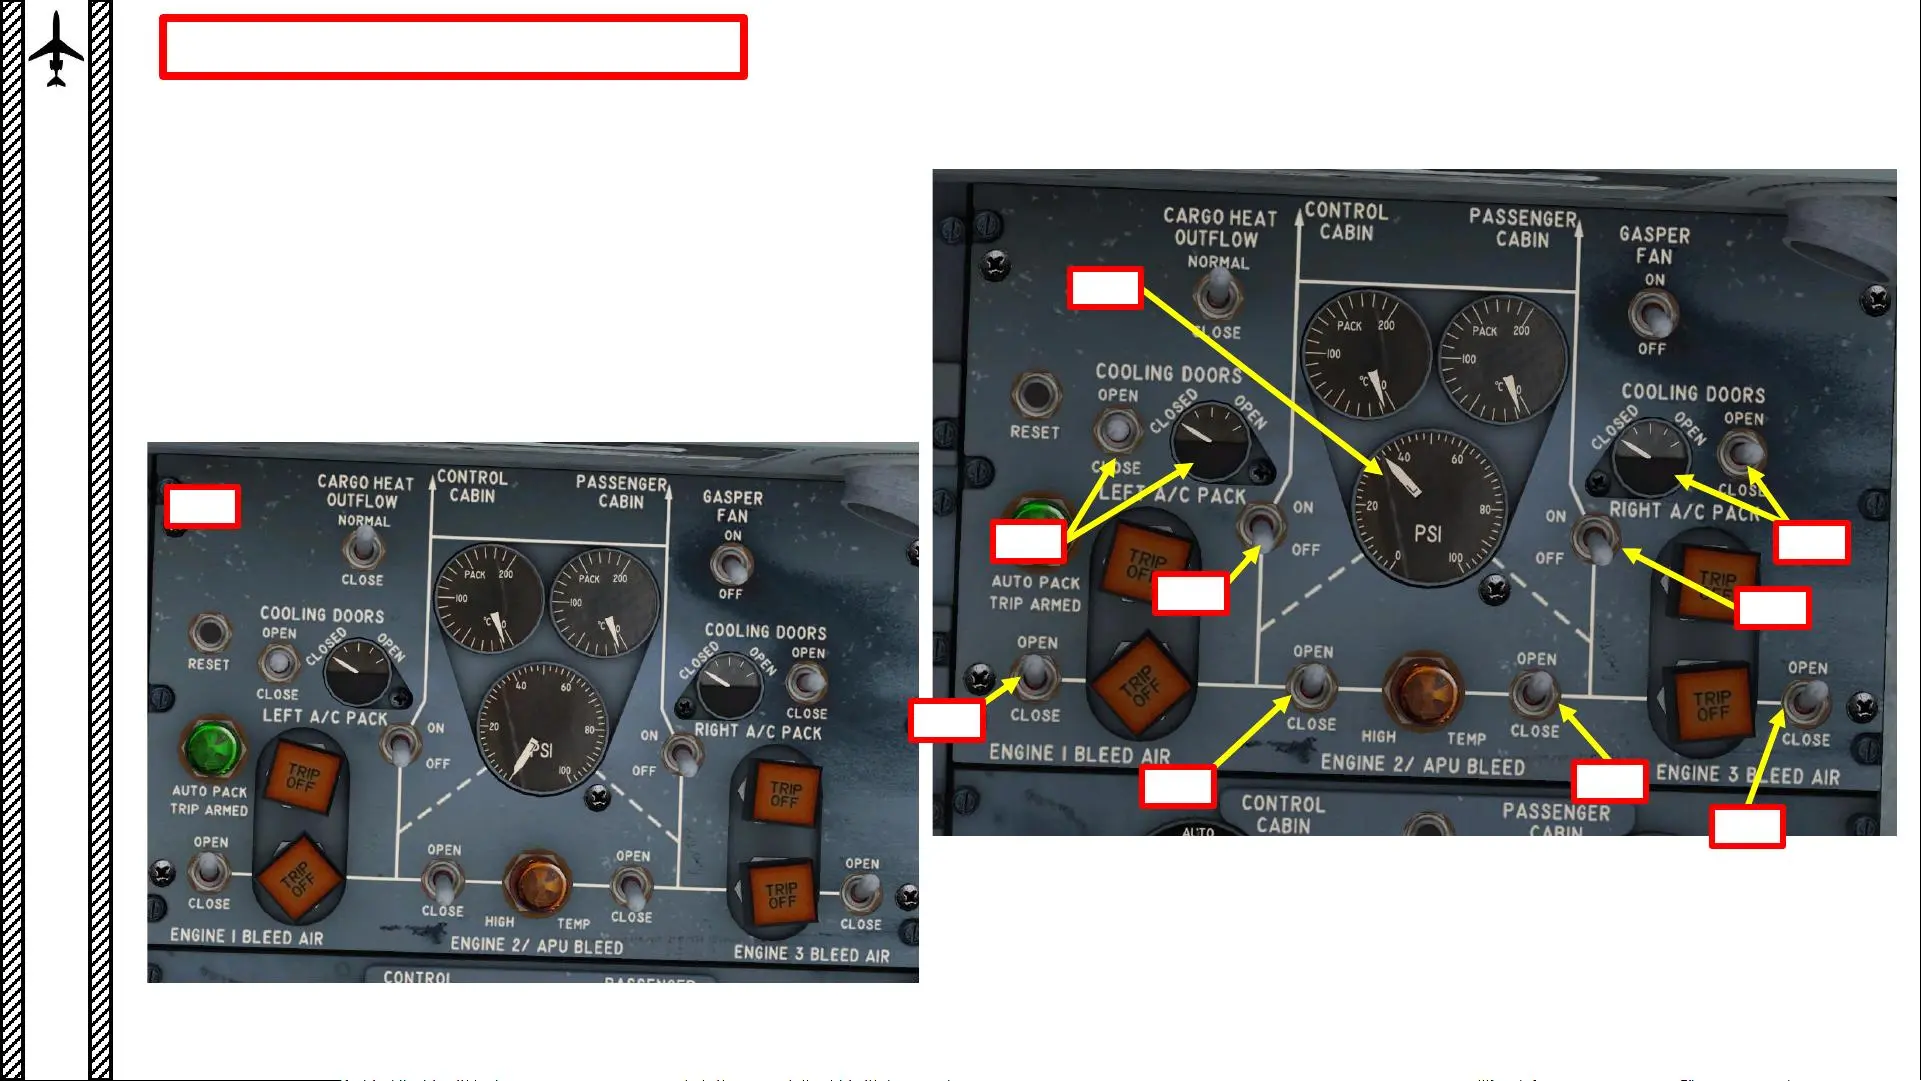 CARGO HEAT
OUTFLOW
NORMAL
CLOSE
CONTROL
CABIN
PASSENGER
CABIN
GASPER
FAN
ON
OFF
PACK 200
100
°C 0
PACK 200
100
°C 0
COOLING DOORS
OPEN
CLOSED
OPEN
RESET
CLOSE
LEFT A/C PACK
ON
OFF
40
60
20
80
PSI
0
100
COOLING DOORS
OPEN
CLOSED
OPEN
CLOSE
RIGHT A/C PACK
ON
OFF
AUTO PACK
TRIP ARMED
TRIP
OFF
TRIP
OFF
TRIP
OFF
TRIP
OFF
OPEN
CLOSE
OPEN
CLOSE
HIGH
TEMP
OPEN
CLOSE
OPEN
CLOSE
ENGINE 1 BLEED AIR
ENGINE 2/ APU BLEED
ENGINE 3 BLEED AIR
AUTO
CONTROL
CABIN
PASSENGER
CABIN
CARGO HEAT
OUTFLOW
NORMAL
CLOSE
CONTROL
CABIN
PASSENGER
CABIN
GASPER
FAN
ON
OFF
PACK 200
100
°C 0
PACK 200
100
°C 0
COOLING DOORS
OPEN
CLOSED
OPEN
RESET
CLOSE
LEFT A/C PACK
ON
OFF
40
60
20
80
PSI
100
COOLING DOORS
OPEN
CLOSED
OPEN
CLOSE
RIGHT A/C PACK
ON
OFF
AUTO PACK
TRIP ARMED
TRIP
OFF
TRIP
OFF
TRIP
OFF
TRIP
OFF
OPEN
CLOSE
OPEN
CLOSE
HIGH
TEMP
OPEN
CLOSE
OPEN
CLOSE
ENGINE 1 BLEED AIR
ENGINE 2/ APU BLEED
ENGINE 3 BLEED AIR
CONTROL
PASSENGER